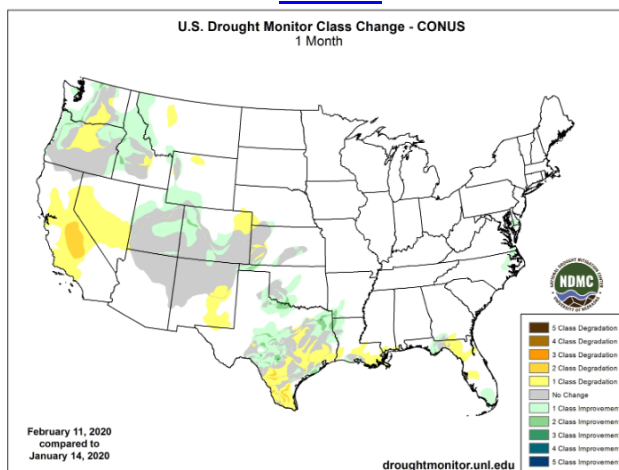 U.S. Drought Monitor Class Change - CONUS
1 Month
NDMC
5 Class Degradation
4 Class Degradation
3 Class Degradation
2 Class Degradation
1 Class Degradation
No Change
1 Class Improvement
2 Class Improvement
3 Class Improvement
4 Class Improvement
5 Class Improvement
February 11, 2020
compared to
January 14, 2020
droughtmonitor.unl.edu